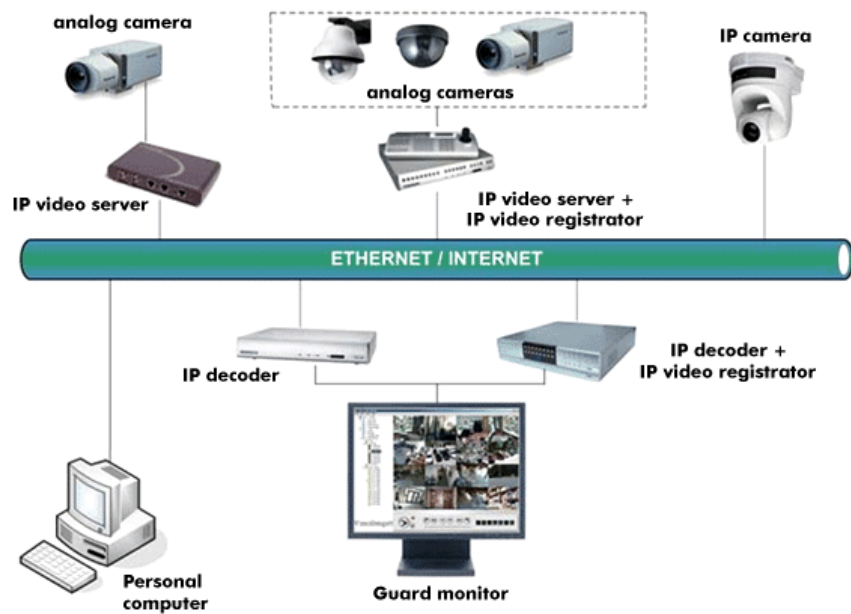 analog camera
analog cameras
IP camera
IP video server
IP video server +
IP video registrator
ETHERNET / INTERNET
IP decoder
IP decoder +
IP video registrator
Personal
computer
Guard monitor